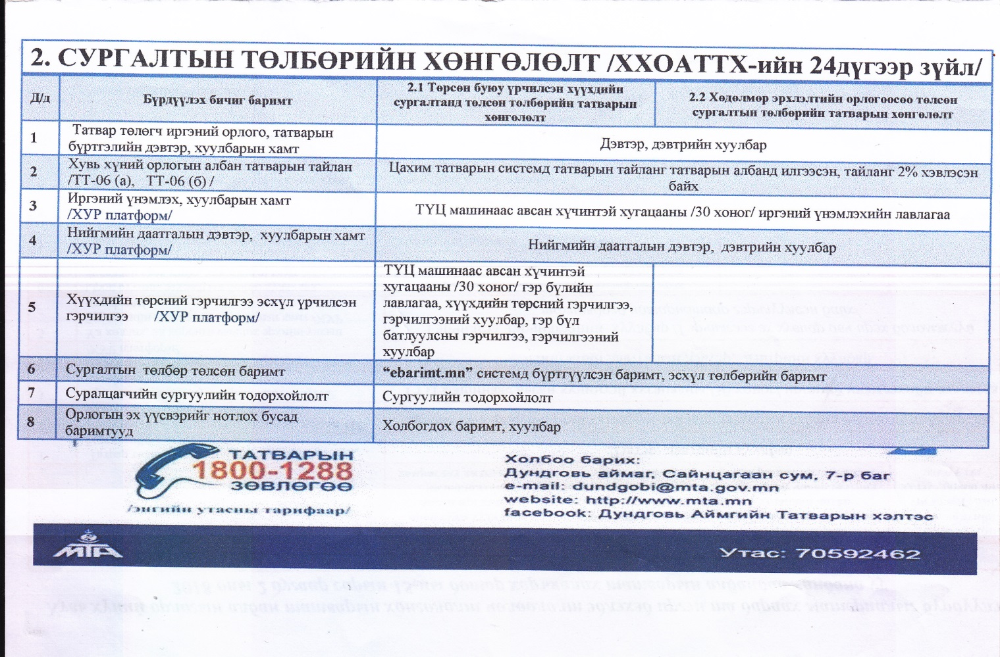 2. СУРГАЛТЫН ТӨЛБӨРИЙН ХӨНГӨЛӨЛТ /ХХОАТТХ-ийн 24дүгээр зүйл/
Д/д
Бүрдүүлэх бичиг баримт
2.1 Төрсөн буюу үрчилсэн хүүхдийн
сургалтанд төлсөн төлбөрийн татварын
хөнгөлөлт
2.2 Хөдөлмөр эрхлэлтийн орлогоосоо төлсөн
сургалтын төлбөрийн татварын хөнгөлөлт
1
Татвар төлөгч иргэний орлого, татварын
бүртгэлийн дэвтэр, хуулбарын хамт
Дэвтэр, дэвтрийн хуулбар
2
Хувь хүний орлогын албан татварын тайлан
/ТТ-06 (а), ТТ-06 (б) /
Цахим татварын системд татварын тайланг татварын албанд илгээсэн, тайланг 2% хэвлэсэн
байх
3
Иргэний үнэмлэх, хуулбарын хамт
/ХУР платформ/
ТҮЦ машинаас авсан хүчинтэй хугацааны /30 хоног/ иргэний үнэмлэхийн лавлагаа
4
Нийгмийн даатгалын дэвтэр, хуулбарын хамт
/ХУР платформ/
Нийгмийн даатгалын дэвтэр, дэвтрийн хуулбар
5
Хүүхдийн төрсний гэрчилгээ эсхүл үрчилсэн
гэрчилгээ /ХУР платформ/
ТҮЦ машинаас авсан хүчинтэй
хугацааны /30 хоног/ гэр бүлийн
лавлагаа, хүүхдийн төрсний гэрчилгээ,
гэрчилгээний хуулбар, гэр бүл
батлуулсны гэрчилгээ, гэрчилгээний
хуулбар
6
Сургалтын төлбөр төлсөн баримт
“ebarimt.mn” системд бүртгүүлсэн баримт, эсхүл төлбөрийн баримт
7
Суралцагчийн сургуулийн тодорхойлолт
Сургуулийн тодорхойлолт
8
Орлогын эх үүсвэрийг нотлох бусад
баримтууд
Холбогдох баримт, хуулбар
ТАТВАРЫН
1800-1288
ЗӨВЛӨГӨӨ
/энгийн утасны тарифаар/
Холбоо барих:
Дундговь аймаг, Сайнцагаан сум, 7-р баг
e-mail: dundgobi@mta.gov.mn
website: http://www.mta.mn
facebook: Дундговь Аймгийн Татварын хэлтэс
МТА
Утас: 70592462